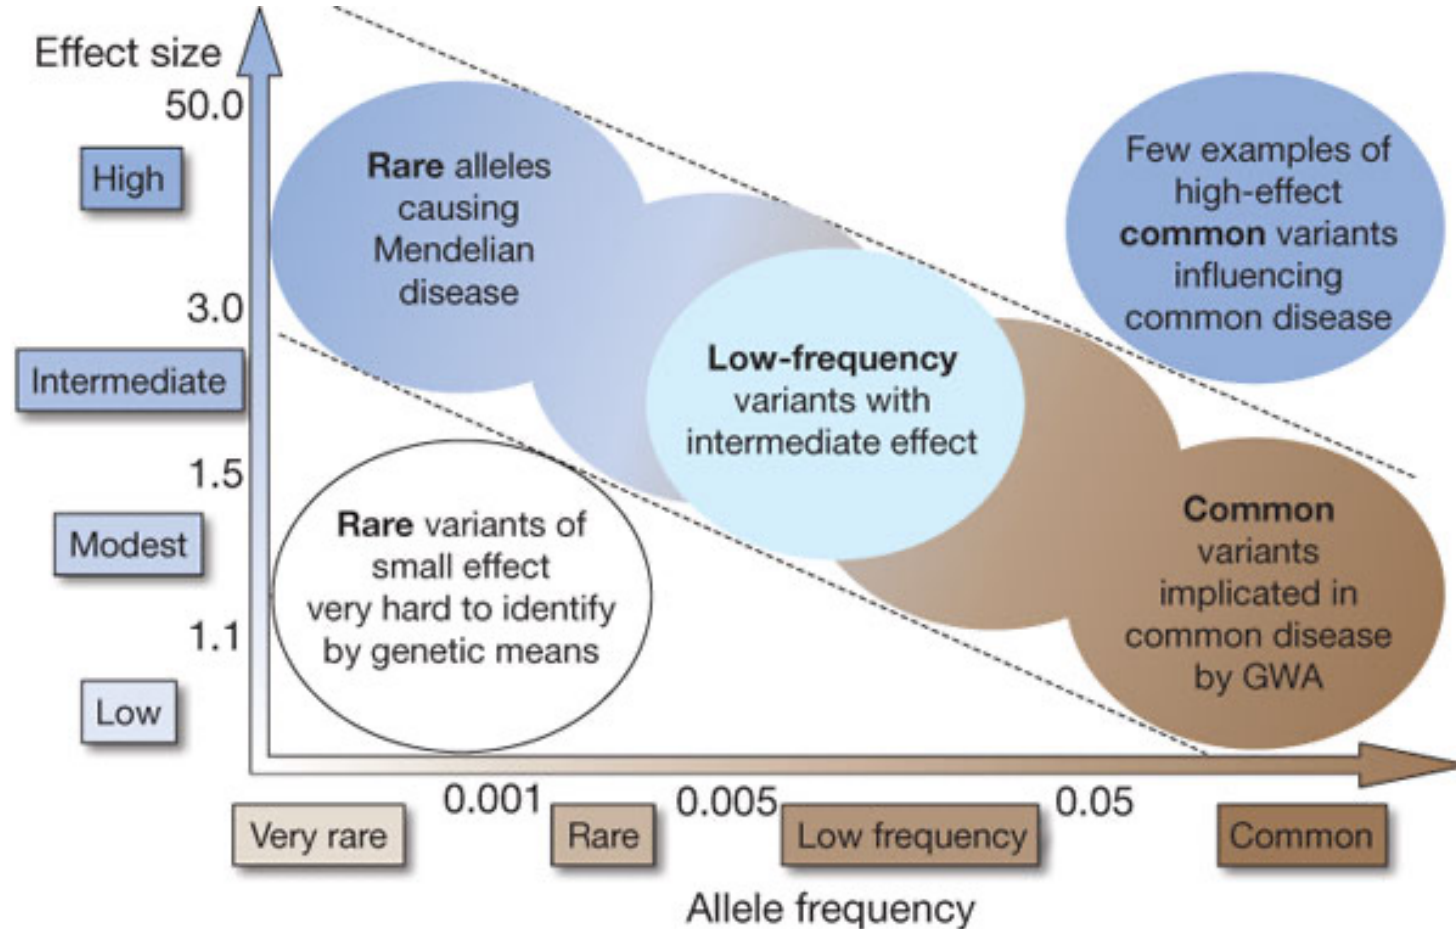 Effect size
50.0
High
3.0
Intermediate
1.5
Modest
1.1
Low
Rare alleles
causing
Mendelian
disease
Few examples of
high-effect
common variants
influencing
common disease
Low-frequency
variants with
intermediate effect
Rare variants of
small effect
very hard to identify
by genetic means
Common
variants
implicated in
common disease
by GWA
0.001
0.005
0.05
Very rare
Rare
Low frequency
Common
Allele frequency